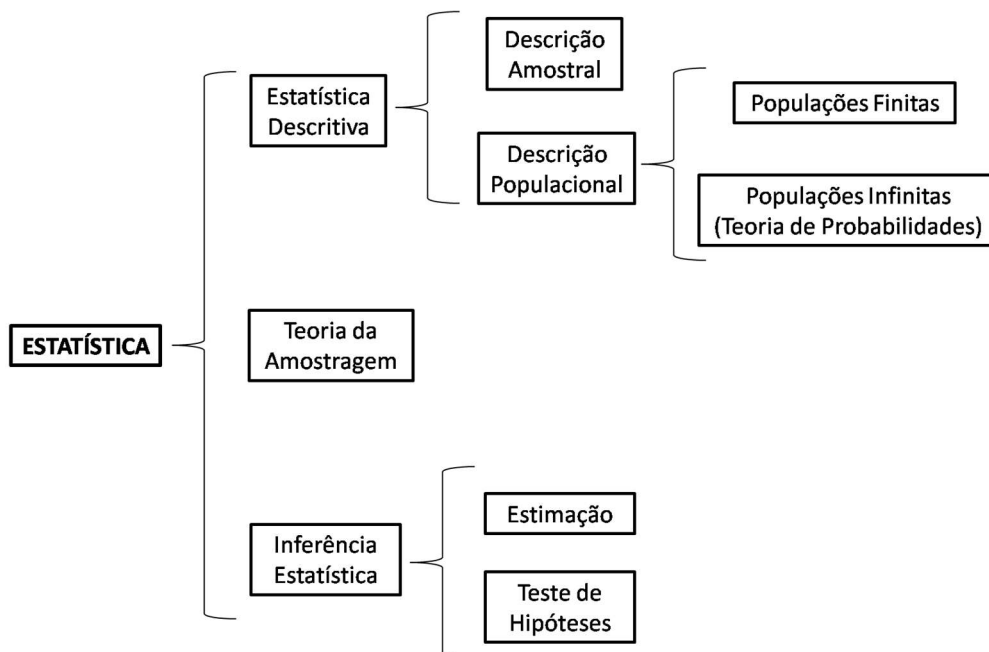 ESTATÍSTICA
Estatística
Descritiva
Descrição
Amostral
Descrição
Populacional
Populações Finitas
Populações Infinitas
(Teoria de Probabilidades)
Teoria da
Amostragem
Inferência
Estatística
Estimação
Teste de
Hipóteses